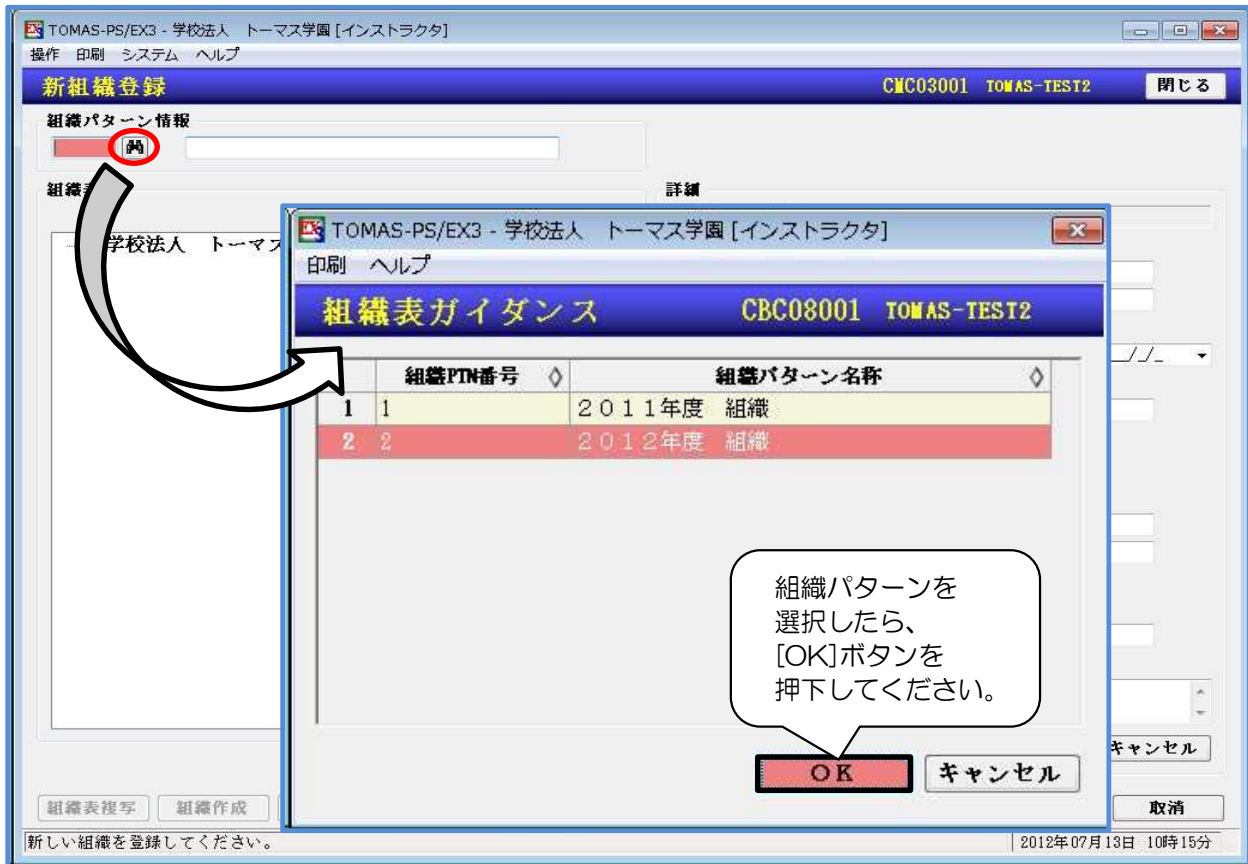 TOMAS-PS/EX3 - 学校法人　トーマス学園 [インストラクタ]
操作 印刷 システム ヘルプ
新組織登録 CMC03001 TOMAS-TEST2 閉じる
組織パターン情報
組織 詳細
学校法人　トーマス
TOMAS-PS/EX3 - 学校法人　トーマス学園 [インストラクタ]
印刷 ヘルプ
組織表ガイダンス CBC08001 TOMAS-TEST2
組織PTN番号 ◊ 組織パターン名称 ◊
1 1 ２０１１年度 組織
2 2 ２０１２年度 組織
__/_/_
組織パターンを
選択したら、
[OK]ボタンを
押下してください。
ＯＫ キャンセル
キャンセル
組織表複写 組織作成 取消
新しい組織を登録してください。 2012年07月13日 10時15分